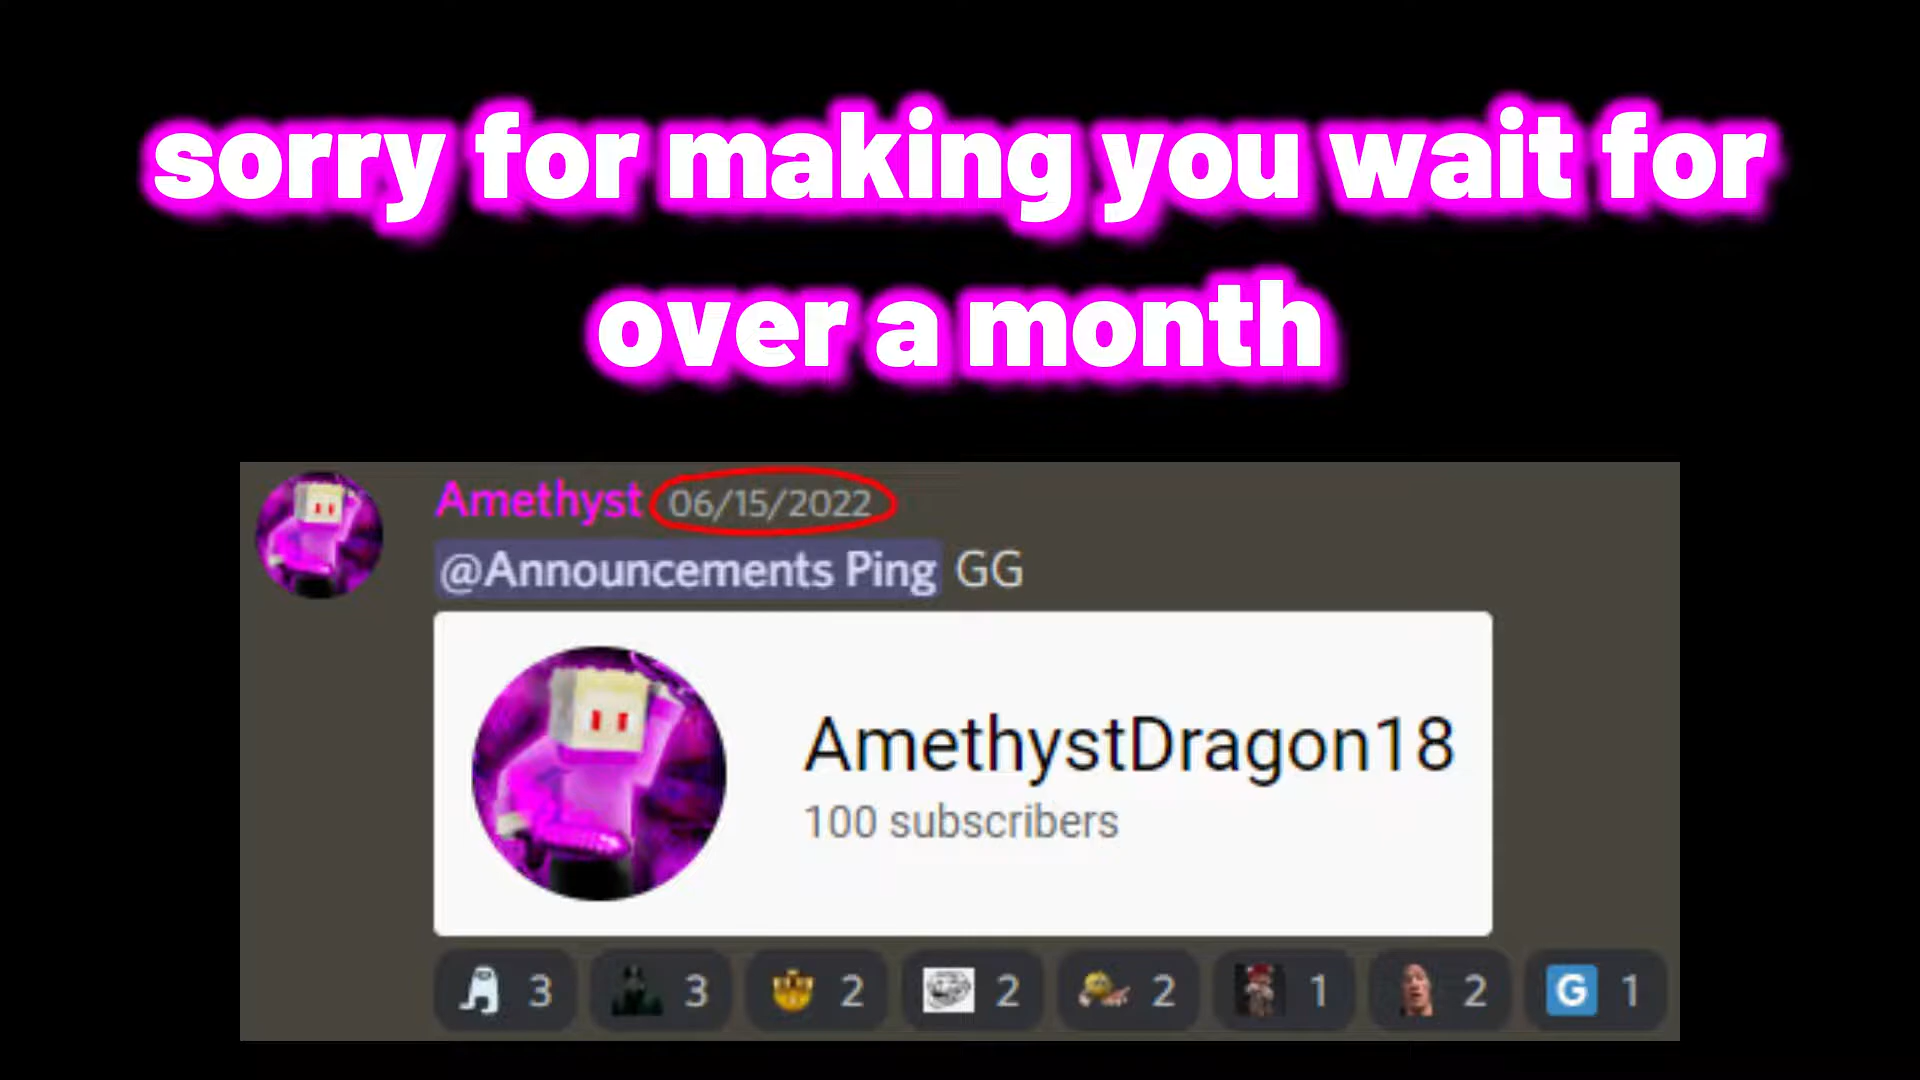 sorry for making you wait for
over a month
Amethyst 06/15/2022
@Announcements Ping GG
AmethystDragon18
100 subscribers
3 3 2 2 2 1 2 G 1